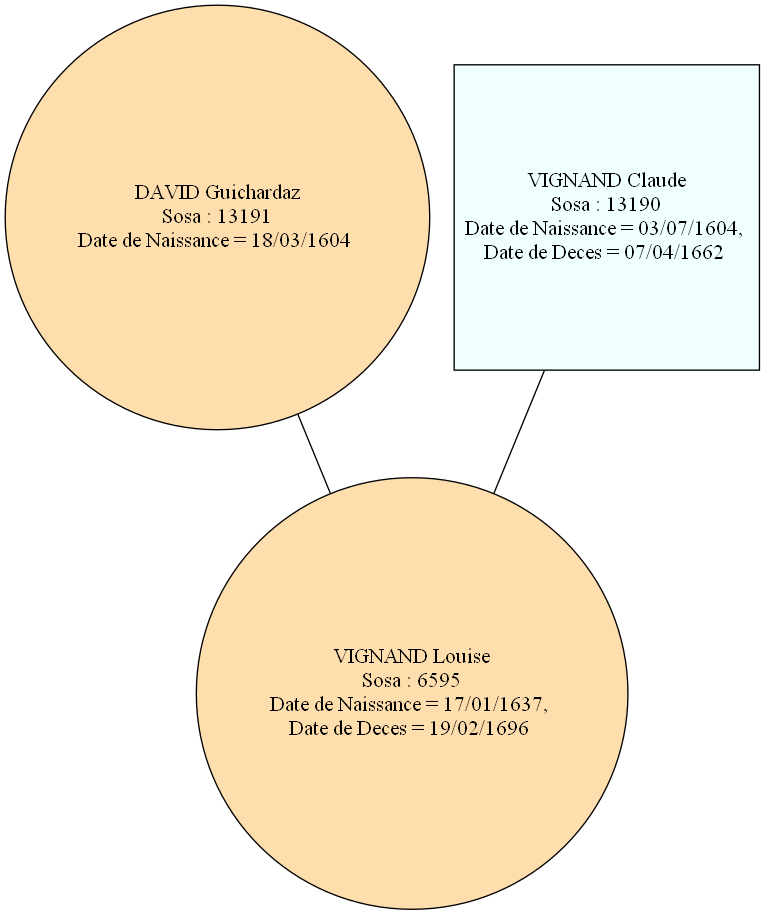 DAVID Guichardaz
Sosa : 13191
Date de Naissance = 18/03/1604
VIGNAND Claude
Sosa : 13190
Date de Naissance = 03/07/1604,
Date de Deces = 07/04/1662
VIGNAND Louise
Sosa : 6595
Date de Naissance = 17/01/1637,
Date de Deces = 19/02/1696